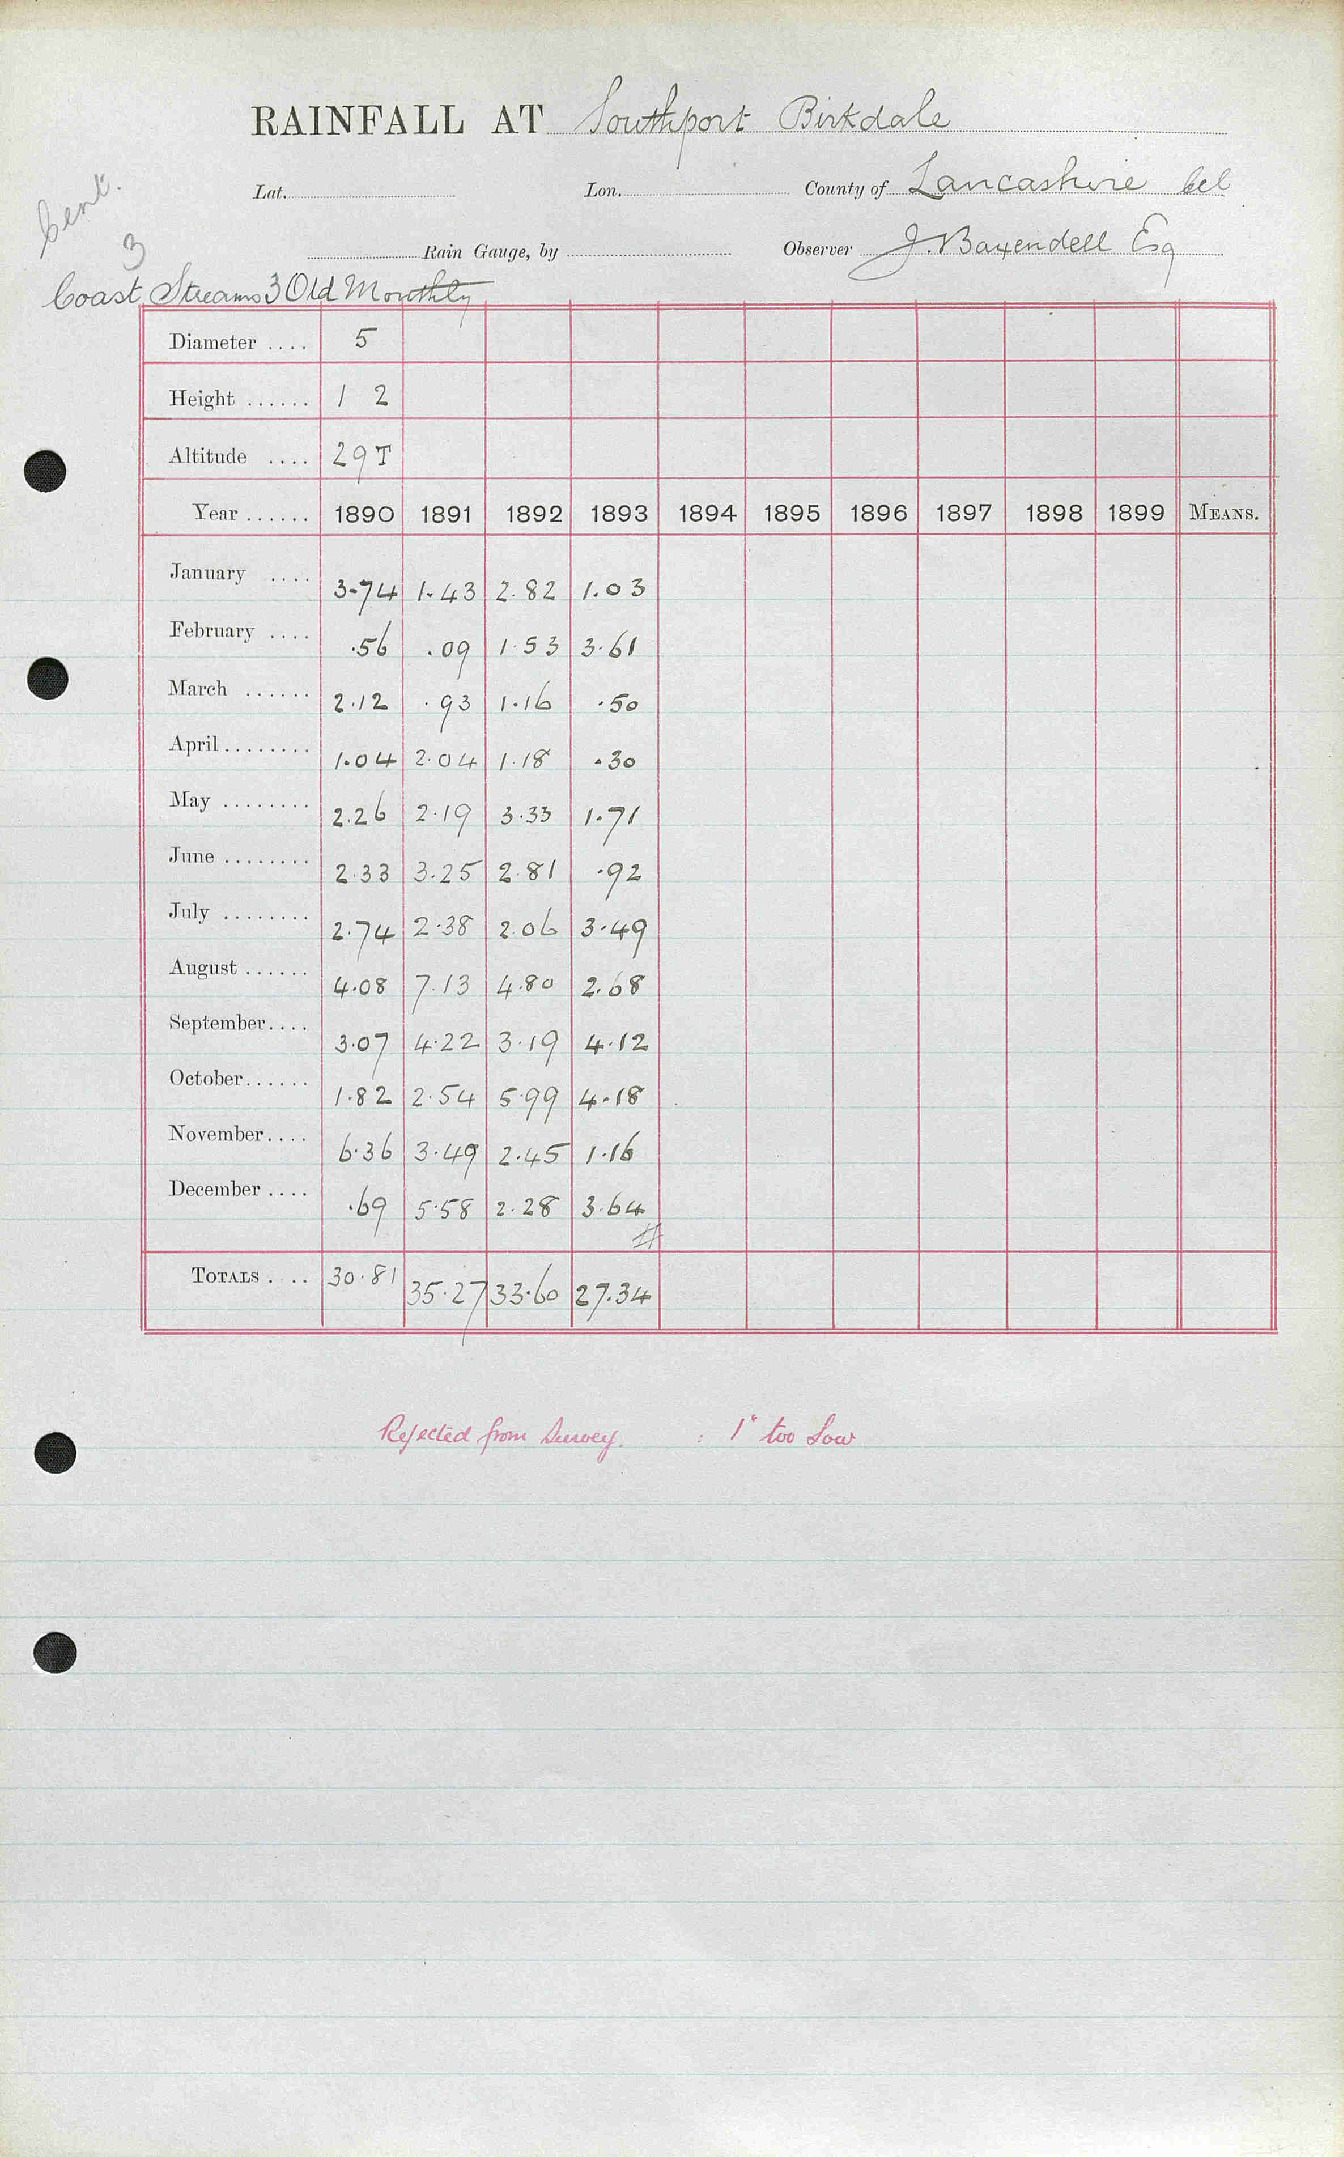 RAINFALL AT Southport Birkdale
Lat. Lon. County of Lancashire
Cent.
3
Rain Gauge, by Observer J. Baxendell Esq
Coast Streams 3 Old Monthly
Diameter .... 5
Height ...... 1 2
Altitude .... 29T
Year ...... 1890 1891 1892 1893 1894 1895 1896 1897 1898 1899 MEANS.
January .... 3.74 1.43 2.82 1.03
February .... .56 .09 1.53 3.61
March ...... 2.12 .93 1.16 .50
April ........ 1.04 2.04 1.18 .30
May ........ 2.26 2.19 3.33 1.71
June ........ 2.33 3.25 2.81 .92
July ........ 2.74 2.38 2.06 3.49
August ...... 4.08 7.13 4.80 2.68
September.... 3.07 4.22 3.19 4.12
October...... 1.82 2.54 5.99 4.18
November.... 6.36 3.49 2.45 1.16
December .... .69 5.58 2.28 3.64
TOTALS . .. 30.81 35.27 33.60 27.34
Rejected from Survey. : 1" too Low